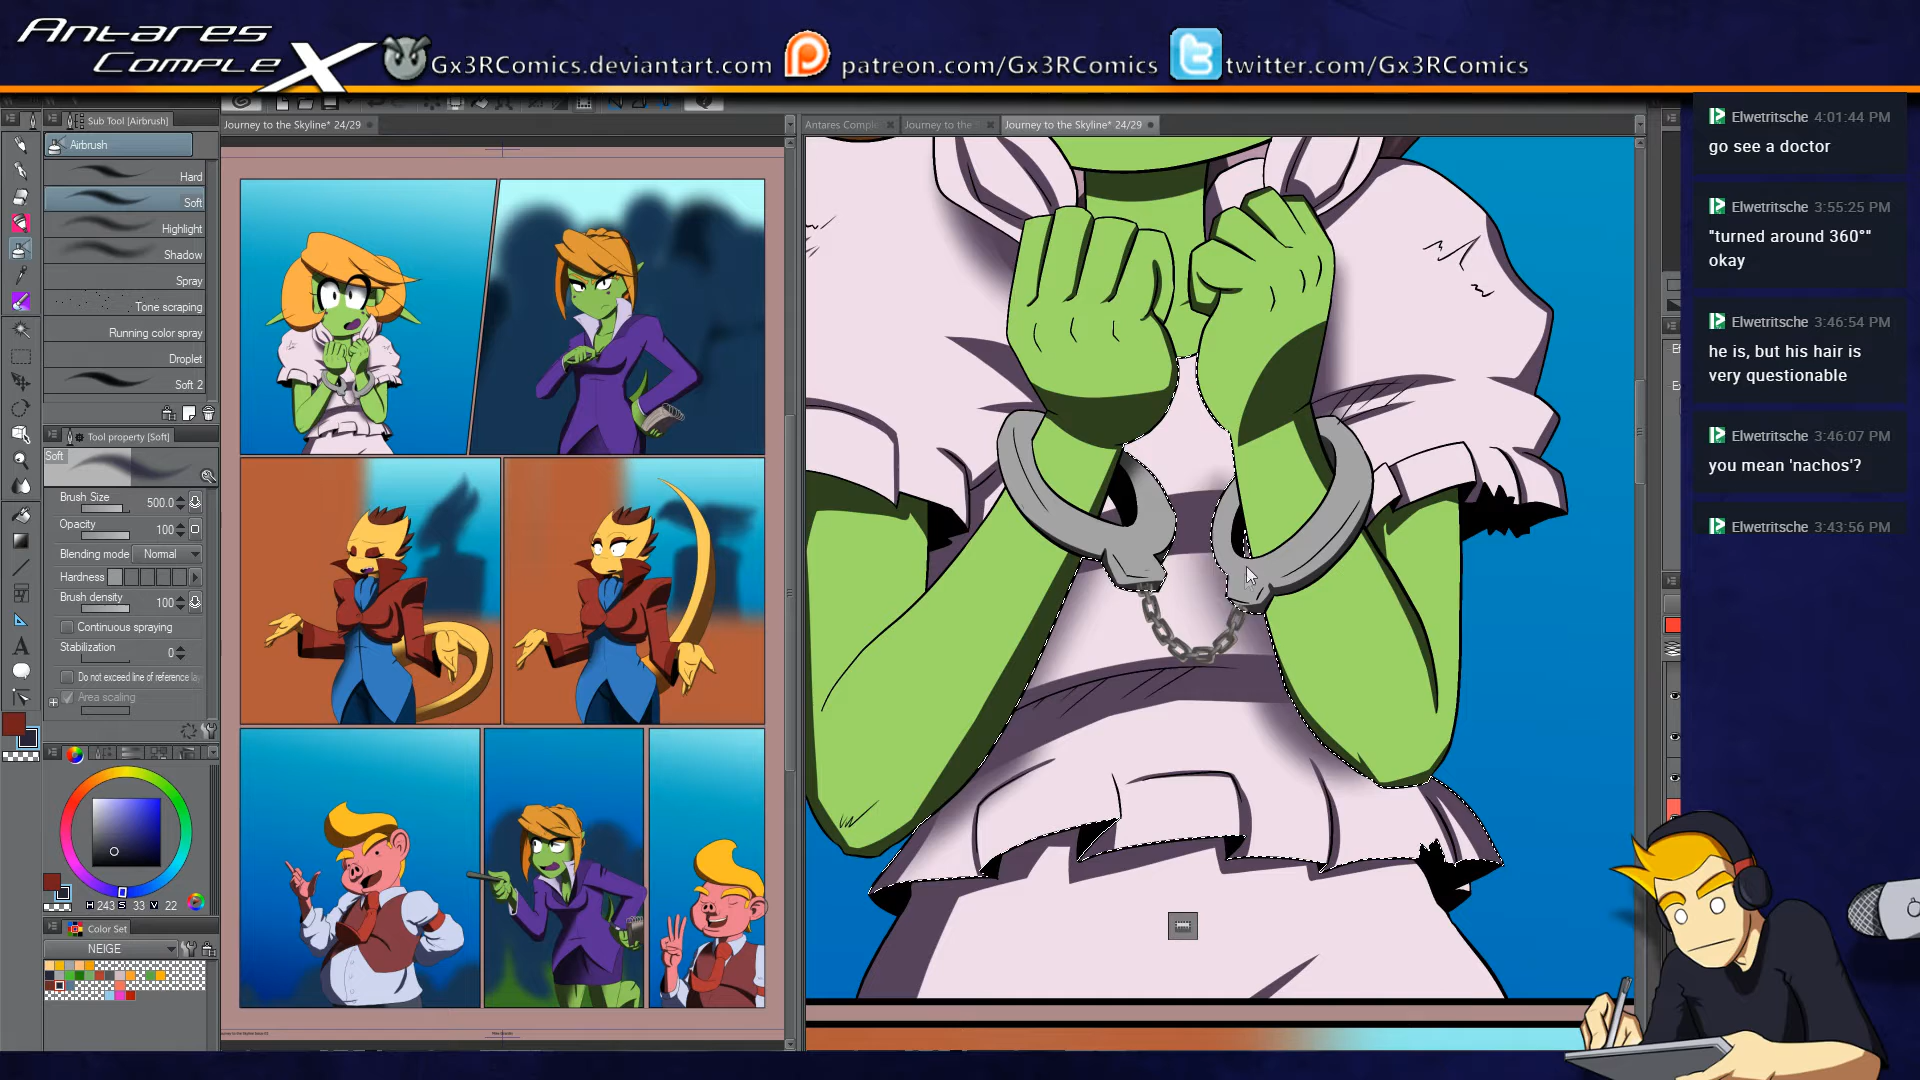 Antares
Complex
Gx3RComics.deviantart.com
patreon.com/Gx3RComics
twitter.com/Gx3RComics
Sub Tool [Airbrush]
Airbrush
Hard
Soft
Highlight
Shadow
Spray
Tone scraping
Running color spray
Droplet
Soft 2
Tool property [Soft]
Soft
Brush Size 500.0
Opacity 100
Blending mode Normal
Hardness
Brush density 100
Continuous spraying
Stabilization 0
Do not exceed line of reference lay
Area scaling
H 243 S 33 V 22
Color Set
NEIGE
Journey to the Skyline* 24/29
Antares Comple
Journey to the
Journey to the Skyline* 24/29
Elwetritsche 4:01:44 PM
go see a doctor
Elwetritsche 3:55:25 PM
"turned around 360°"
okay
Elwetritsche 3:46:54 PM
he is, but his hair is
very questionable
Elwetritsche 3:46:07 PM
you mean 'nachos'?
Elwetritsche 3:43:56 PM